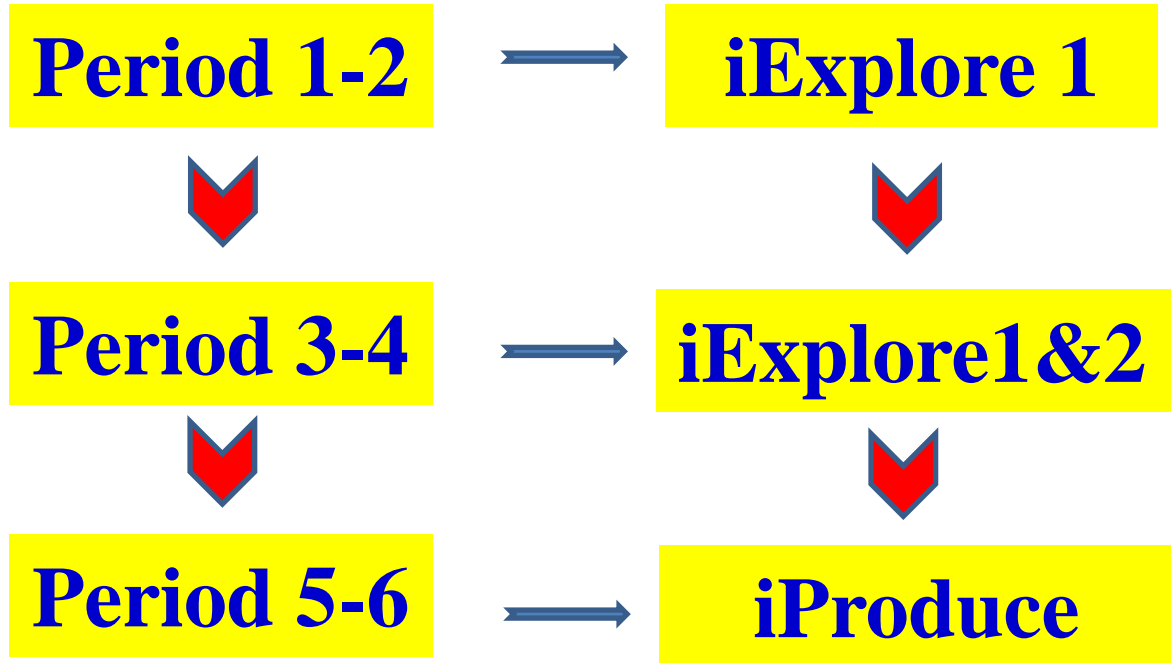 Period 1-2
iExplore 1
Period 3-4
iExplore1&2
Period 5-6
iProduce